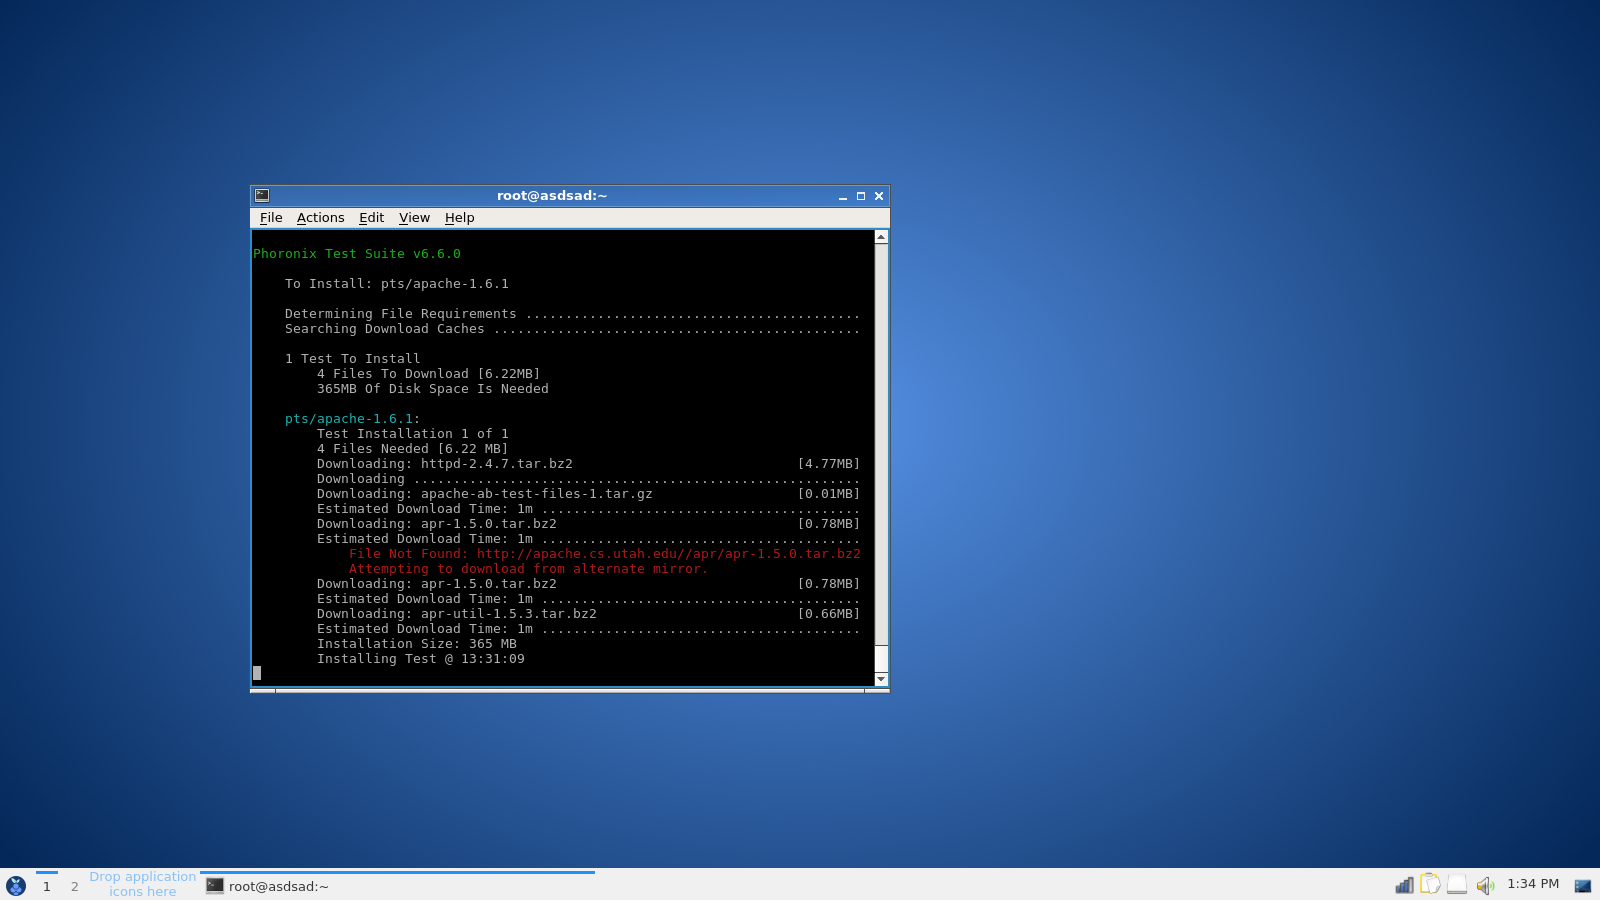 root@asdsad:~
File Actions Edit View Help
Phoronix Test Suite v6.6.0
To Install: pts/apache-1.6.1
Determining File Requirements ..........................................
Searching Download Caches ..............................................
1 Test To Install
4 Files To Download [6.22MB]
365MB Of Disk Space Is Needed
pts/apache-1.6.1:
Test Installation 1 of 1
4 Files Needed [6.22 MB]
Downloading: httpd-2.4.7.tar.bz2 [4.77MB]
Downloading ........................................................
Downloading: apache-ab-test-files-1.tar.gz [0.01MB]
Estimated Download Time: 1m ........................................
Downloading: apr-1.5.0.tar.bz2 [0.78MB]
Estimated Download Time: 1m ........................................
File Not Found: http://apache.cs.utah.edu//apr/apr-1.5.0.tar.bz2
Attempting to download from alternate mirror.
Downloading: apr-1.5.0.tar.bz2 [0.78MB]
Estimated Download Time: 1m ........................................
Downloading: apr-util-1.5.3.tar.bz2 [0.66MB]
Estimated Download Time: 1m ........................................
Installation Size: 365 MB
Installing Test @ 13:31:09
1 2 Drop application icons here root@asdsad:~ 1:34 PM